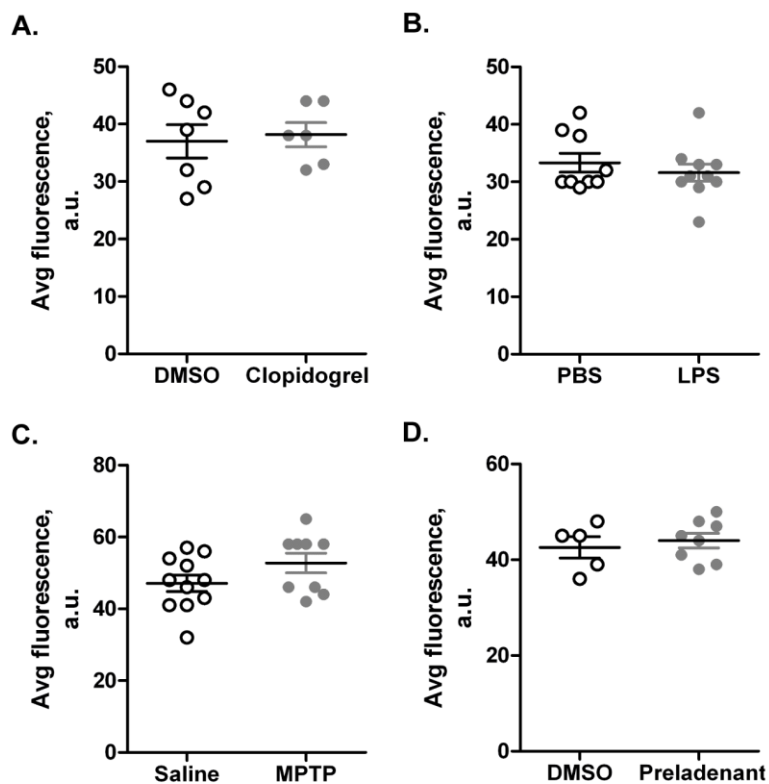 A.
B.
50
40
30
20
10
0
Avg fluorescence,
a.u.
DMSO Clopidogrel
50
40
30
20
10
0
Avg fluorescence,
a.u.
PBS LPS
C.
D.
80
60
40
20
0
Avg fluorescence,
a.u.
Saline MPTP
60
40
20
0
Avg fluorescence,
a.u.
DMSO Preladenant